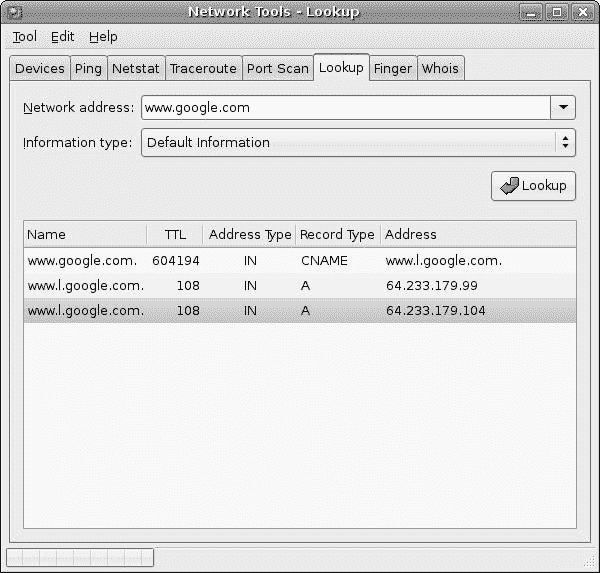 Network Tools - Lookup
Tool Edit Help
Devices Ping Netstat Traceroute Port Scan Lookup Finger Whois
Network address: www.google.com
Information type: Default Information
Lookup
Name TTL Address Type Record Type Address
www.google.com. 604194 IN CNAME www.l.google.com.
www.l.google.com. 108 IN A 64.233.179.99
www.l.google.com. 108 IN A 64.233.179.104